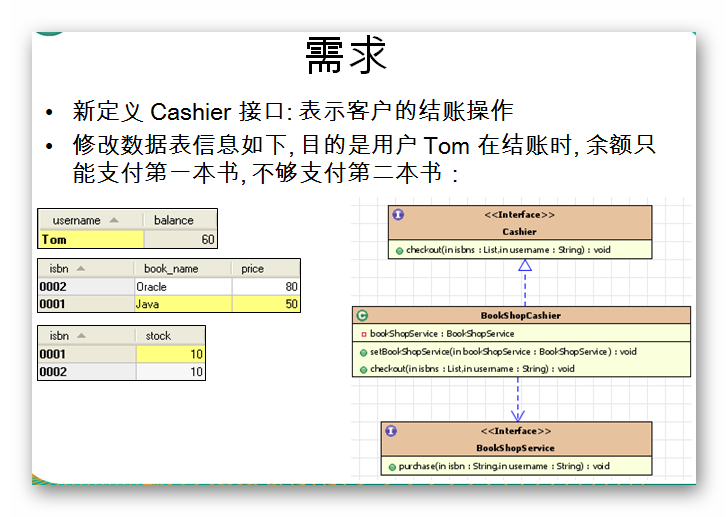 需求
• 新定义 Cashier 接口: 表示客户的结账操作
• 修改数据表信息如下, 目的是用户 Tom 在结账时, 余额只
能支付第一本书, 不够支付第二本书 :
username balance
Tom 60
isbn book_name price
0002 Oracle 80
0001 Java 50
isbn stock
0001 10
0002 10
I <<Interface>>
Cashier
checkout(in isbns : List,in username : String) : void
C BookShopCashier
bookShopService : BookShopService
setBookShopService(in bookShopService : BookShopService) : void
checkout(in isbns : List,in username : String) : void
I <<Interface>>
BookShopService
purchase(in isbn : String,in username : String) : void